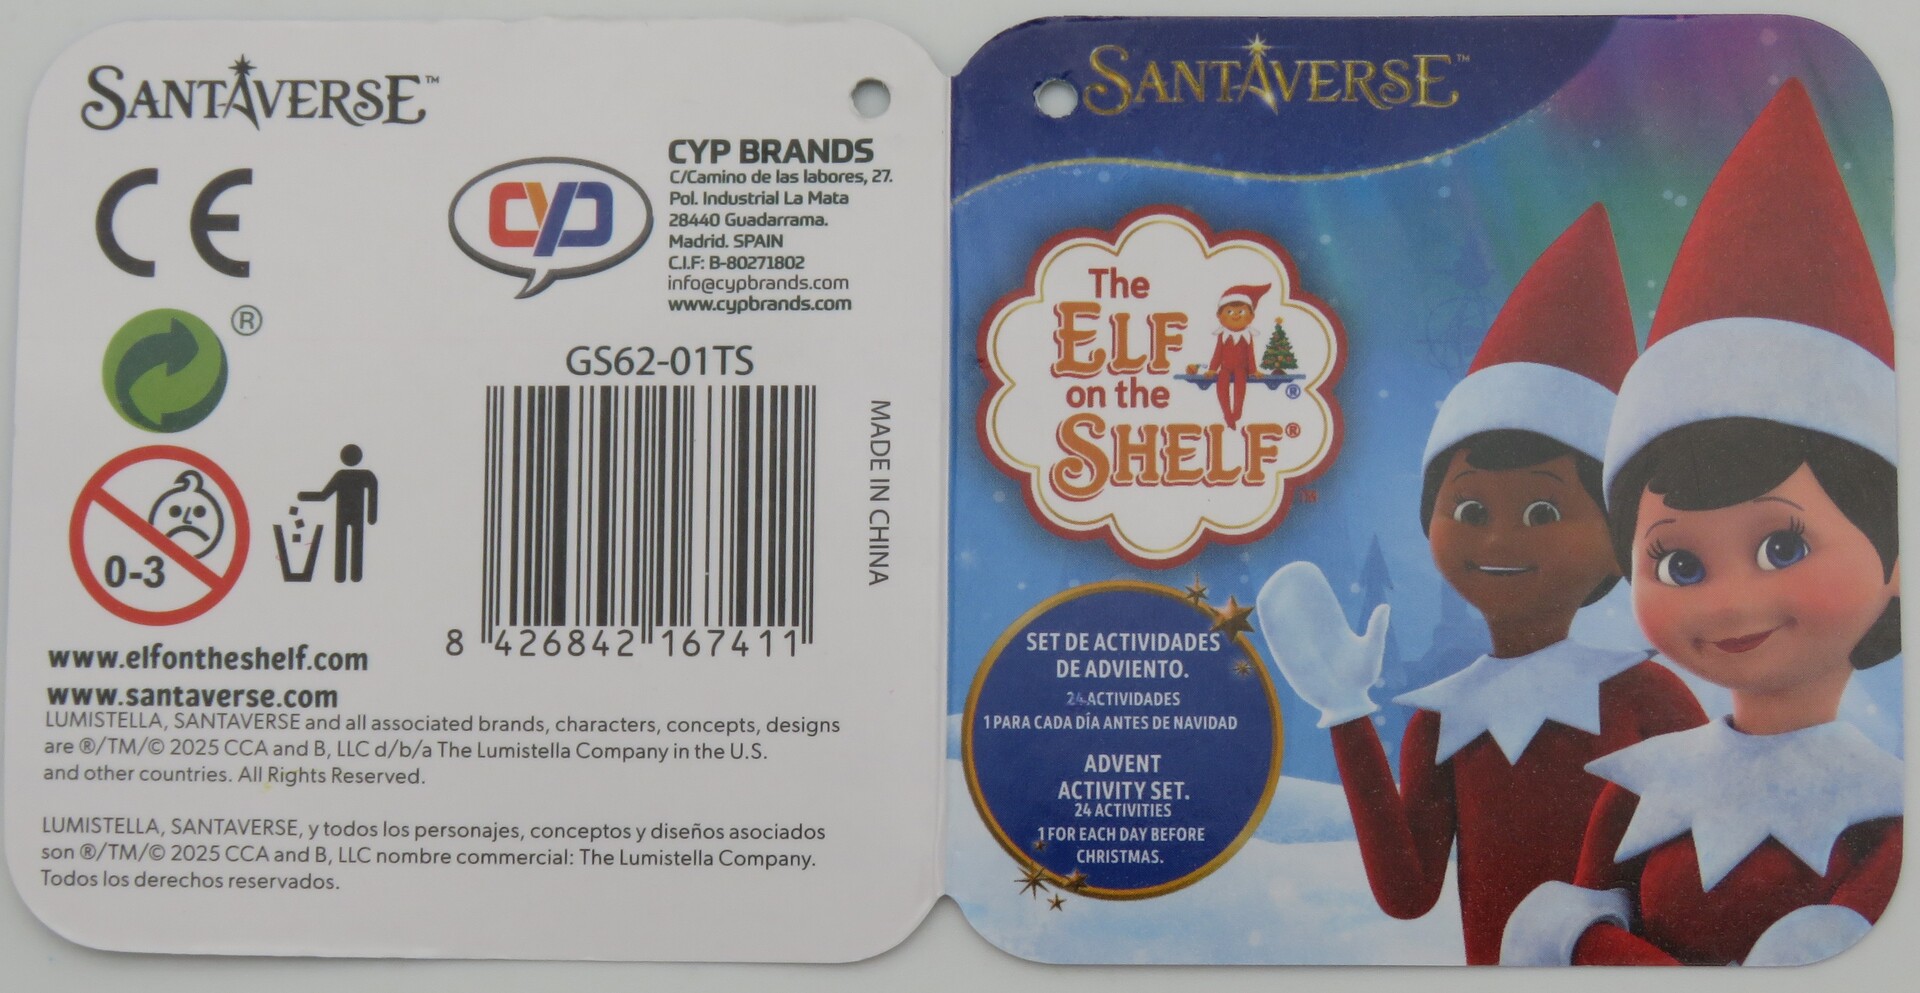 SANTAVERSE™
CE
®
0-3
www.elfontheshelf.com
www.santaverse.com
CYP
CYP BRANDS
C/Camino de las labores, 27.
Pol. Industrial La Mata
28440 Guadarrama.
Madrid. SPAIN
C.I.F: B-80271802
info@cypbrands.com
www.cypbrands.com
GS62-01TS
8 426842 167411
MADE IN CHINA
LUMISTELLA, SANTAVERSE and all associated brands, characters, concepts, designs
are ®/TM/© 2025 CCA and B, LLC d/b/a The Lumistella Company in the U.S.
and other countries. All Rights Reserved.
LUMISTELLA, SANTAVERSE, y todos los personajes, conceptos y diseños asociados
son ®/TM/© 2025 CCA and B, LLC nombre commercial: The Lumistella Company.
Todos los derechos reservados.
SANTAVERSE™
The
ELF
on the ®
SHELF®
™
SET DE ACTIVIDADES
DE ADVIENTO.
24 ACTIVIDADES
1 PARA CADA DÍA ANTES DE NAVIDAD
ADVENT
ACTIVITY SET.
24 ACTIVITIES
1 FOR EACH DAY BEFORE
CHRISTMAS.